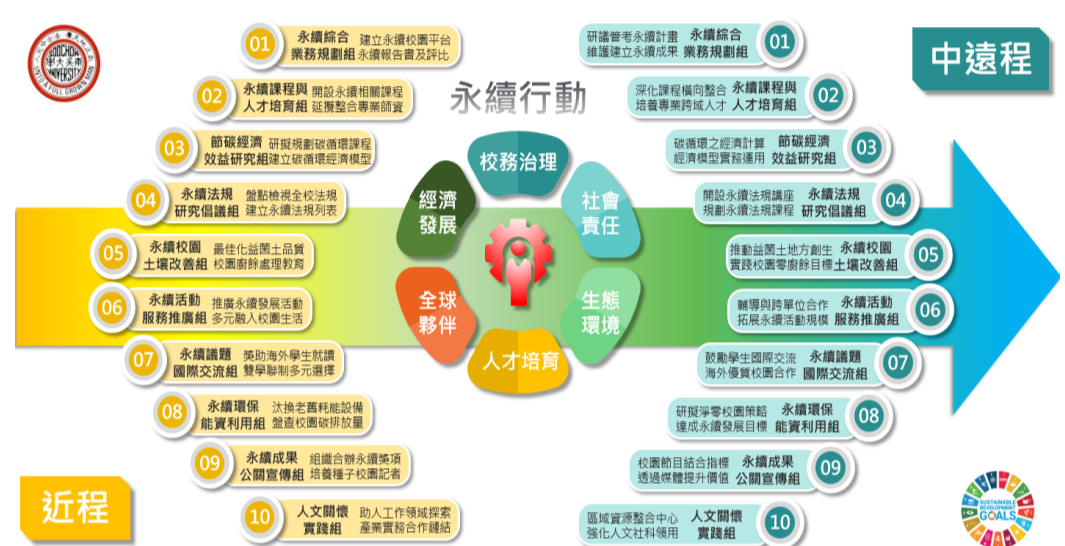 永續行動
中遠程
近程
校務治理
社會
責任
生態
環境
人才培育
全球
夥伴
經濟
發展
01
永續綜合 建立永續校園平台
業務規劃組 永續報告書及評比
02
永續課程與 開設永續相關課程
人才培育組 延攬整合專業師資
03
節碳經濟 研擬規劃碳循環課程
效益研究組 建立碳循環經濟模型
04
永續法規 盤點檢視全校法規
研究倡議組 建立永續法規列表
05
永續校園 最佳化益菌土品質
土壤改善組 校園廚餘處理教育
06
永續活動 推廣永續發展活動
服務推廣組 多元融入校園生活
07
永續議題 獎助海外學生就讀
國際交流組 雙學聯制多元選擇
08
永續環保 汰換老舊耗能設備
能資利用組 盤查校園碳排放量
09
永續成果 組織合辦永續獎項
公關宣傳組 培養種子校園記者
10
人文關懷 助人工作領域探索
實踐組 產業實務合作鏈結
研議管考永續計畫 永續綜合
維護建立永續成果 業務規劃組
01
深化課程橫向整合 永續課程與
培養專業跨域人才 人才培育組
02
碳循環之經濟計算 節碳經濟
經濟模型實務運用 效益研究組
03
開設永續法規講座 永續法規
規劃永續法規課程 研究倡議組
04
推動益菌土地方創生 永續校園
實踐校園零廚餘目標 土壤改善組
05
輔導與跨單位合作 永續活動
拓展永續活動規模 服務推廣組
06
鼓勵學生國際交流 永續議題
海外優質校園合作 國際交流組
07
研擬淨零校園策略 永續環保
達成永續發展目標 能資利用組
08
校園節目結合指標 永續成果
透過媒體提升價值 公關宣傳組
09
區域資源整合中心 人文關懷
強化人文社科領用 實踐組
10
SOOCHOW
UNIVERSITY
UNTO A FULL GROWN MAN
SUSTAINABLE
DEVELOPMENT
GOALS